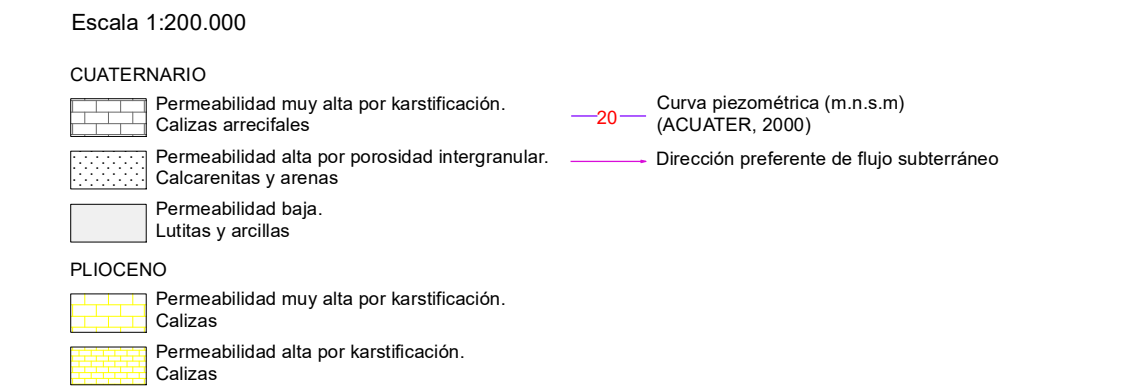 Escala 1:200.000
CUATERNARIO
Permeabilidad muy alta por karstificación.
Calizas arrecifales
Permeabilidad alta por porosidad intergranular.
Calcarenitas y arenas
Permeabilidad baja.
Lutitas y arcillas
PLIOCENO
Permeabilidad muy alta por karstificación.
Calizas
Permeabilidad alta por karstificación.
Calizas
20
Curva piezométrica (m.n.s.m)
(ACUATER, 2000)
Dirección preferente de flujo subterráneo